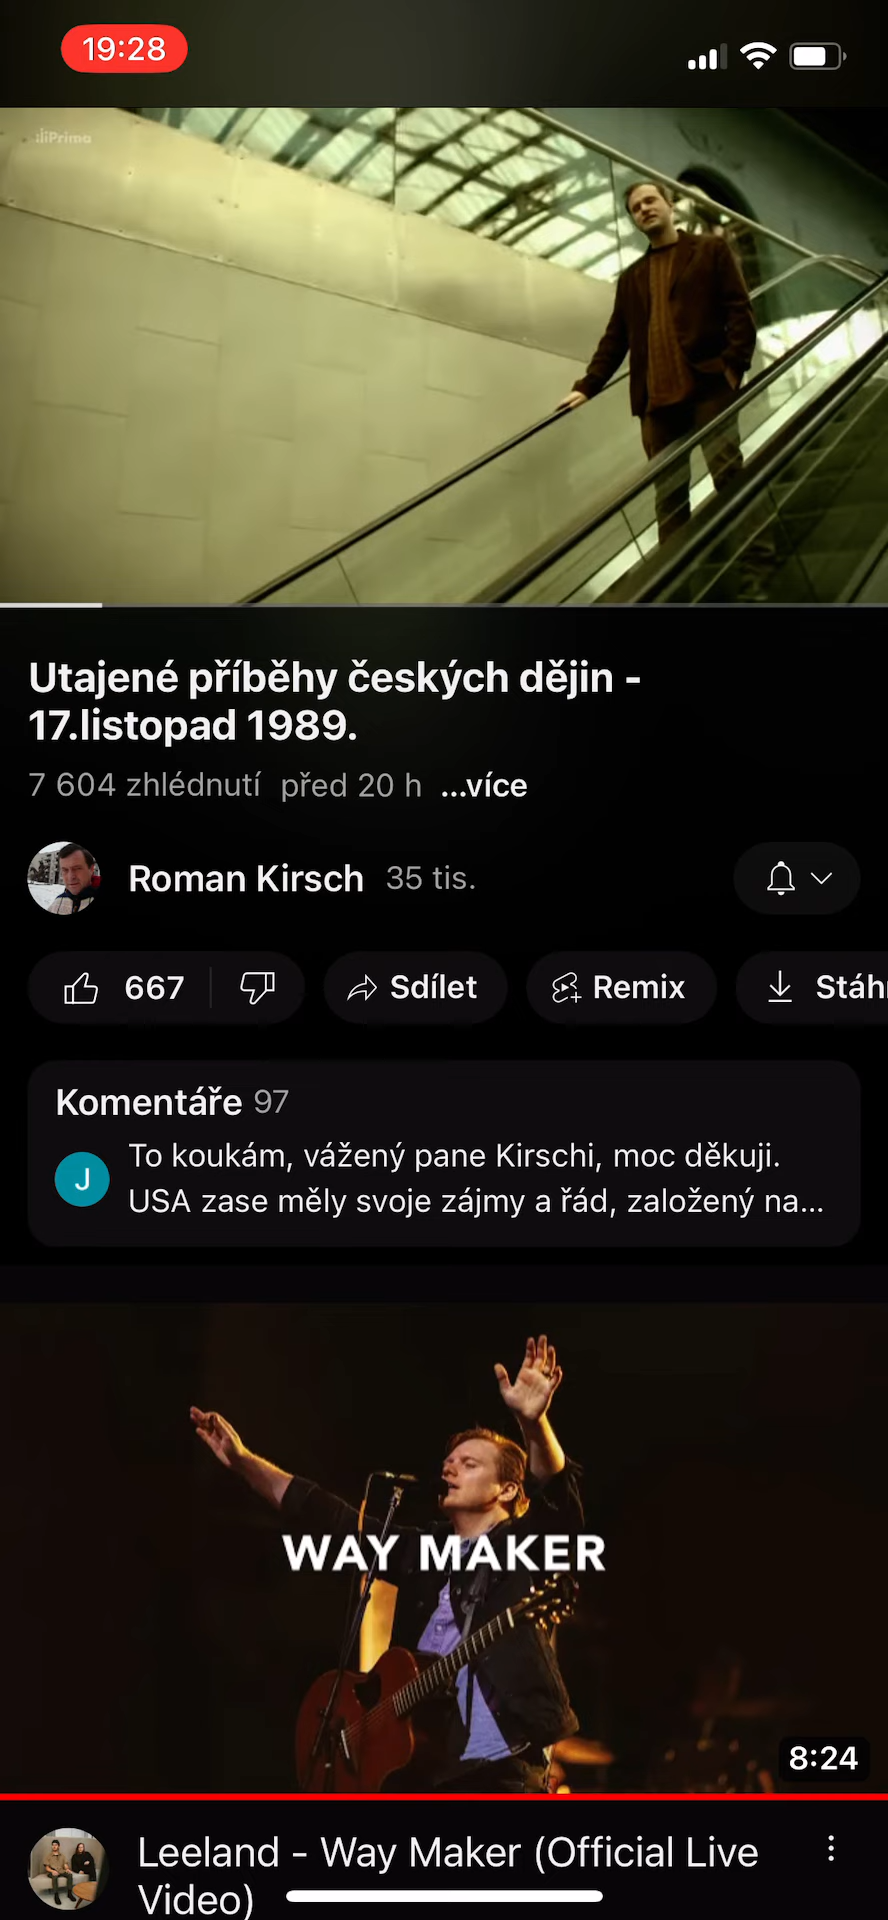 19:28
iPrima
Utajené příběhy českých dějin -
17.listopad 1989.
7 604 zhlédnutí před 20 h ...více
Roman Kirsch 35 tis.
667 Sdílet Remix Stáh
Komentáře 97
J
To koukám, vážený pane Kirschi, moc děkuji.
USA zase měly svoje zájmy a řád, založený na...
WAY MAKER
8:24
Leeland - Way Maker (Official Live
Video)